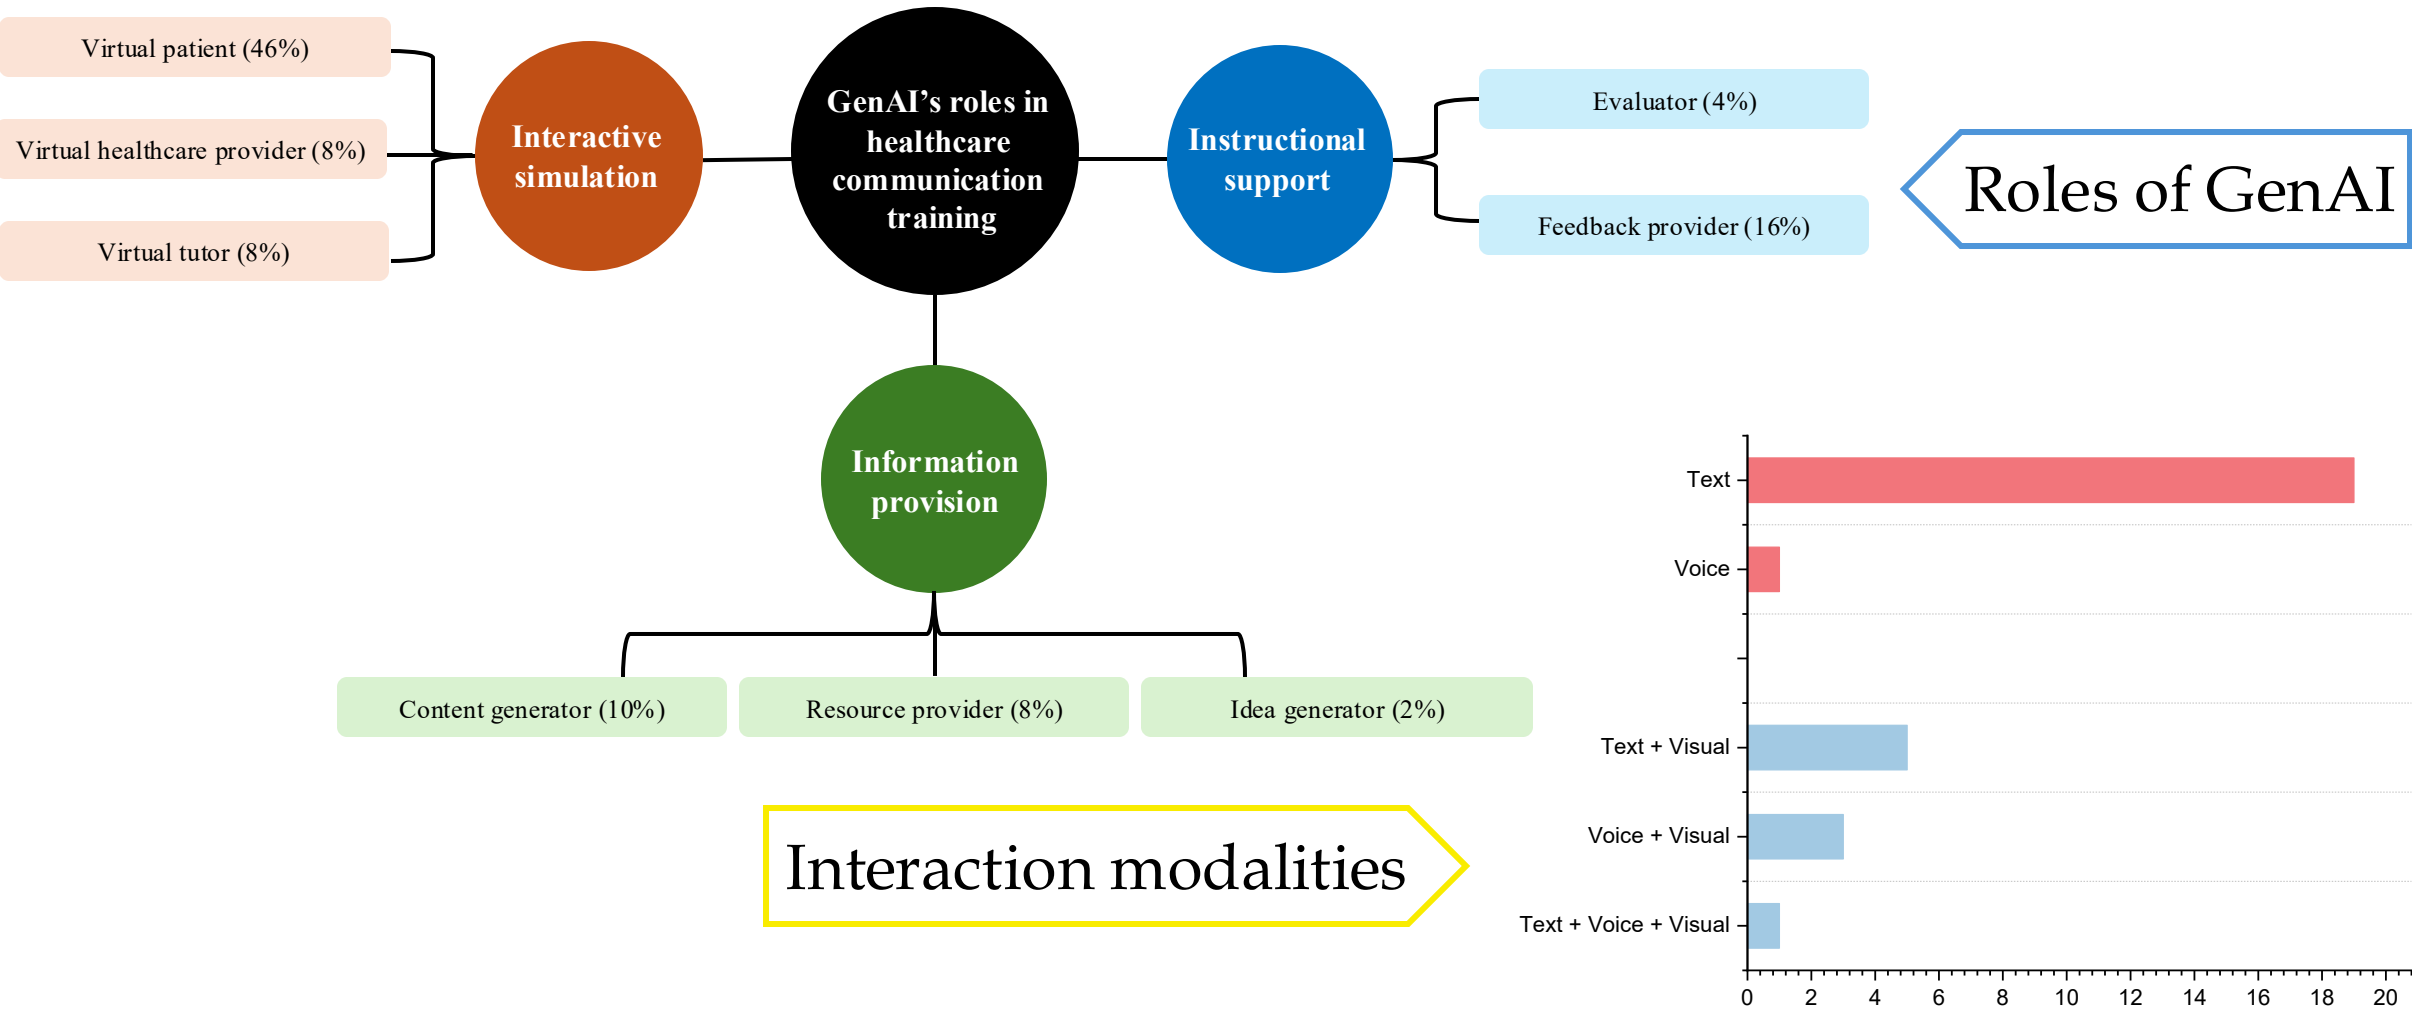 Virtual patient (46%)
Virtual healthcare provider (8%)
Virtual tutor (8%)
Interactive
simulation
GenAI’s roles in
healthcare
communication
training
Instructional
support
Evaluator (4%)
Feedback provider (16%)
Roles of GenAI
Information
provision
Content generator (10%)
Resource provider (8%)
Idea generator (2%)
Interaction modalities
Text
Voice
Text + Visual
Voice + Visual
Text + Voice + Visual
0 2 4 6 8 10 12 14 16 18 20